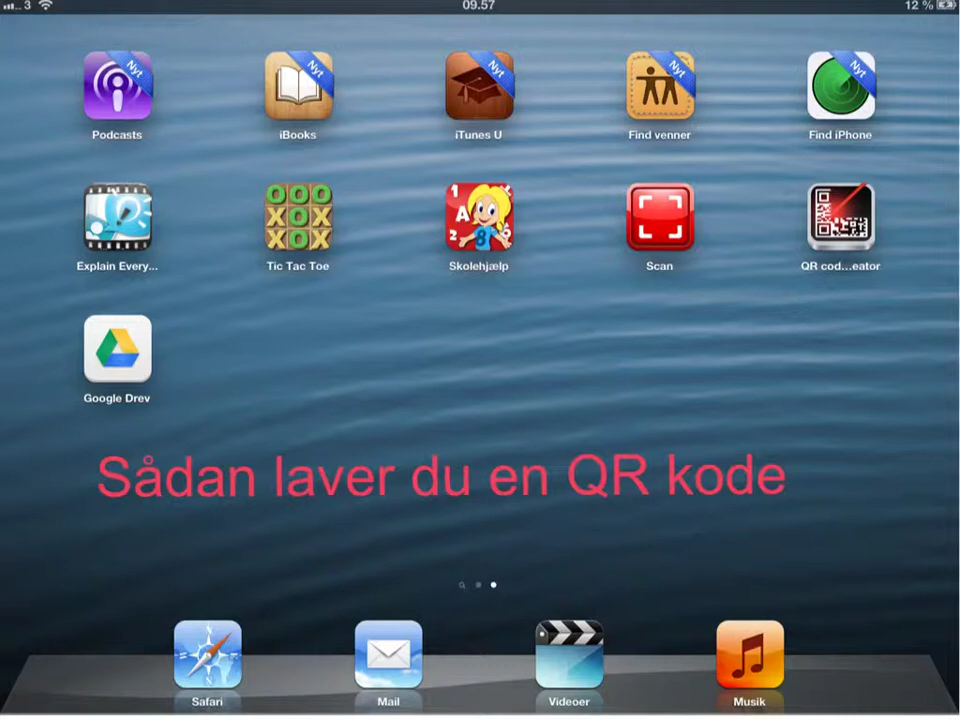 3 09.57 12 %
Nyt Nyt Nyt Nyt Nyt
Podcasts iBooks iTunes U Find venner Find iPhone
Explain Every... Tic Tac Toe Skolehjælp Scan QR cod...eator
Google Drev
Sådan laver du en QR kode
Safari Mail Videoer Musik